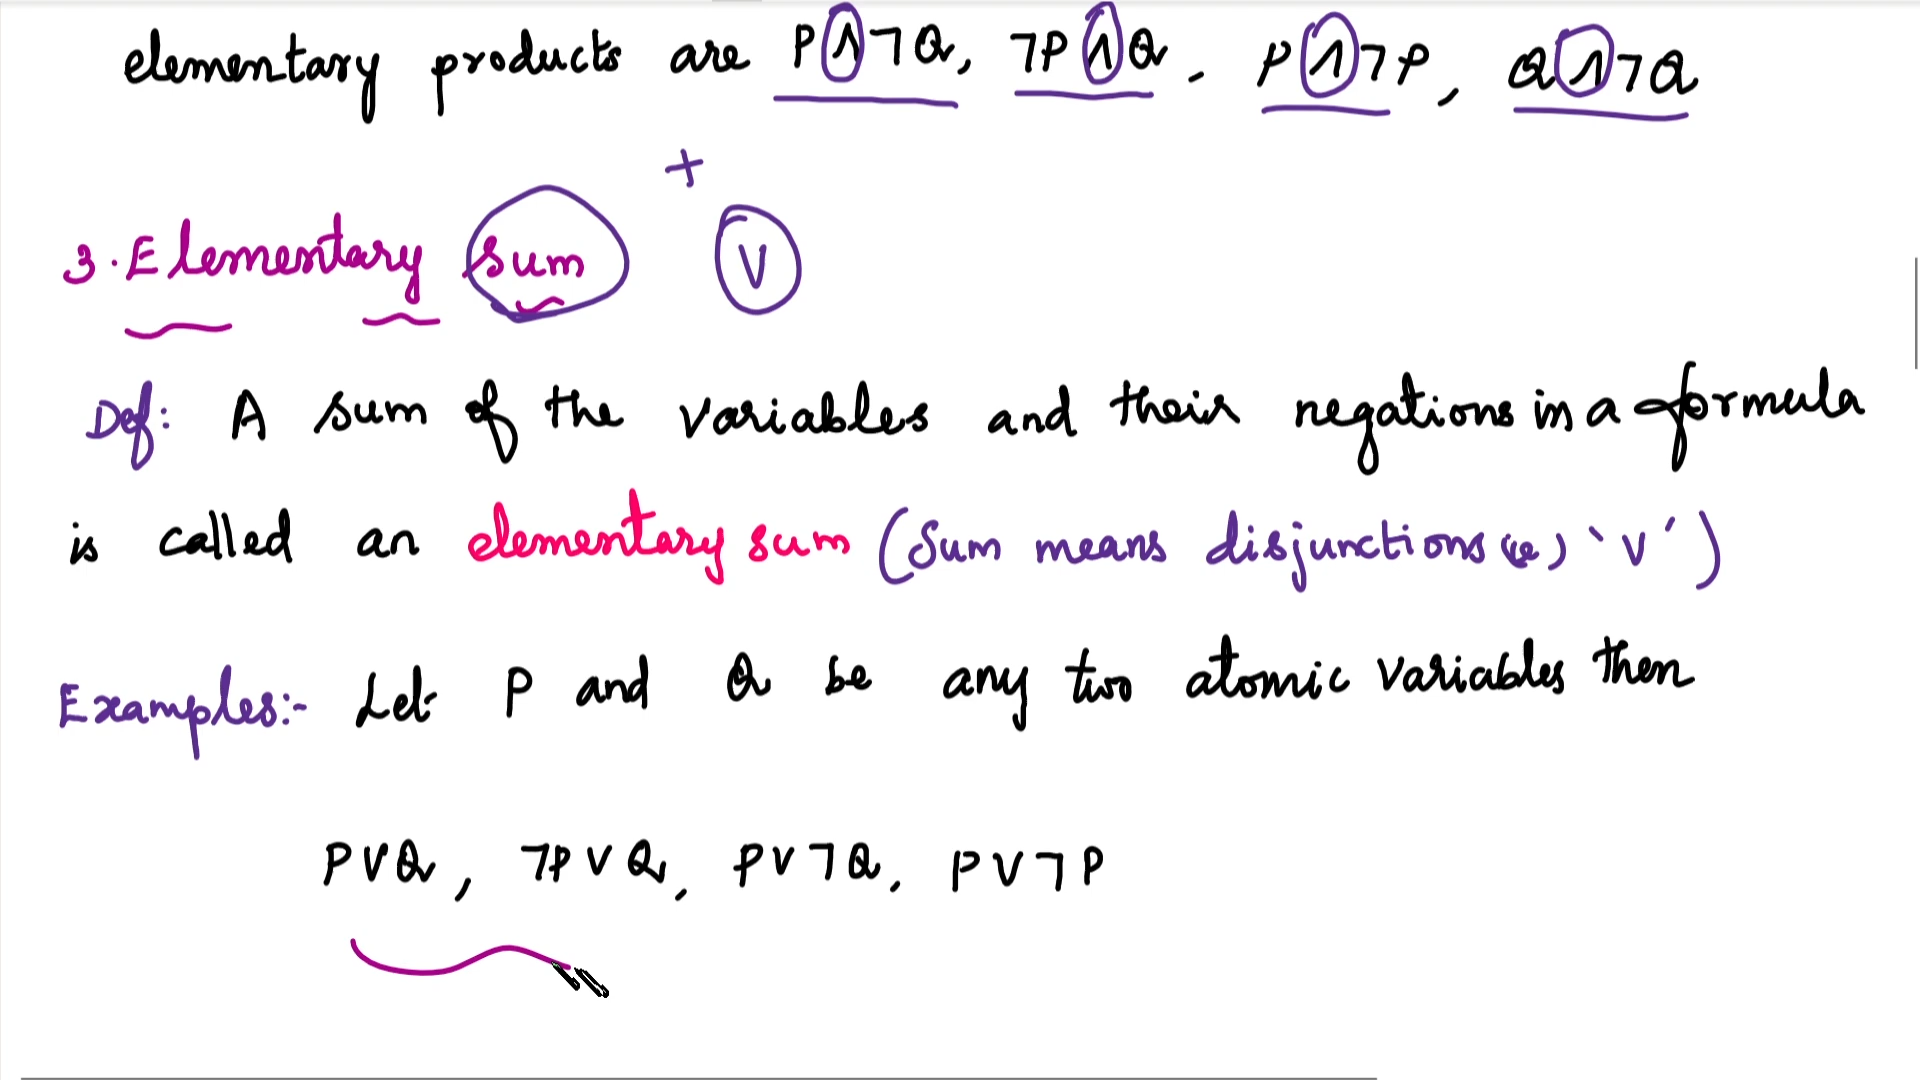 elementary products are P∧¬Q, ¬P∧Q, P∧¬P, Q∧¬Q
+
3. Elementary Sum V
Def: A sum of the variables and their negations in a formula
is called an elementary sum (Sum means disjunctions (ie) 'V')
Examples:- Let P and Q be any two atomic variables then
P∨Q, ¬P∨Q, P∨¬Q, P∨¬P